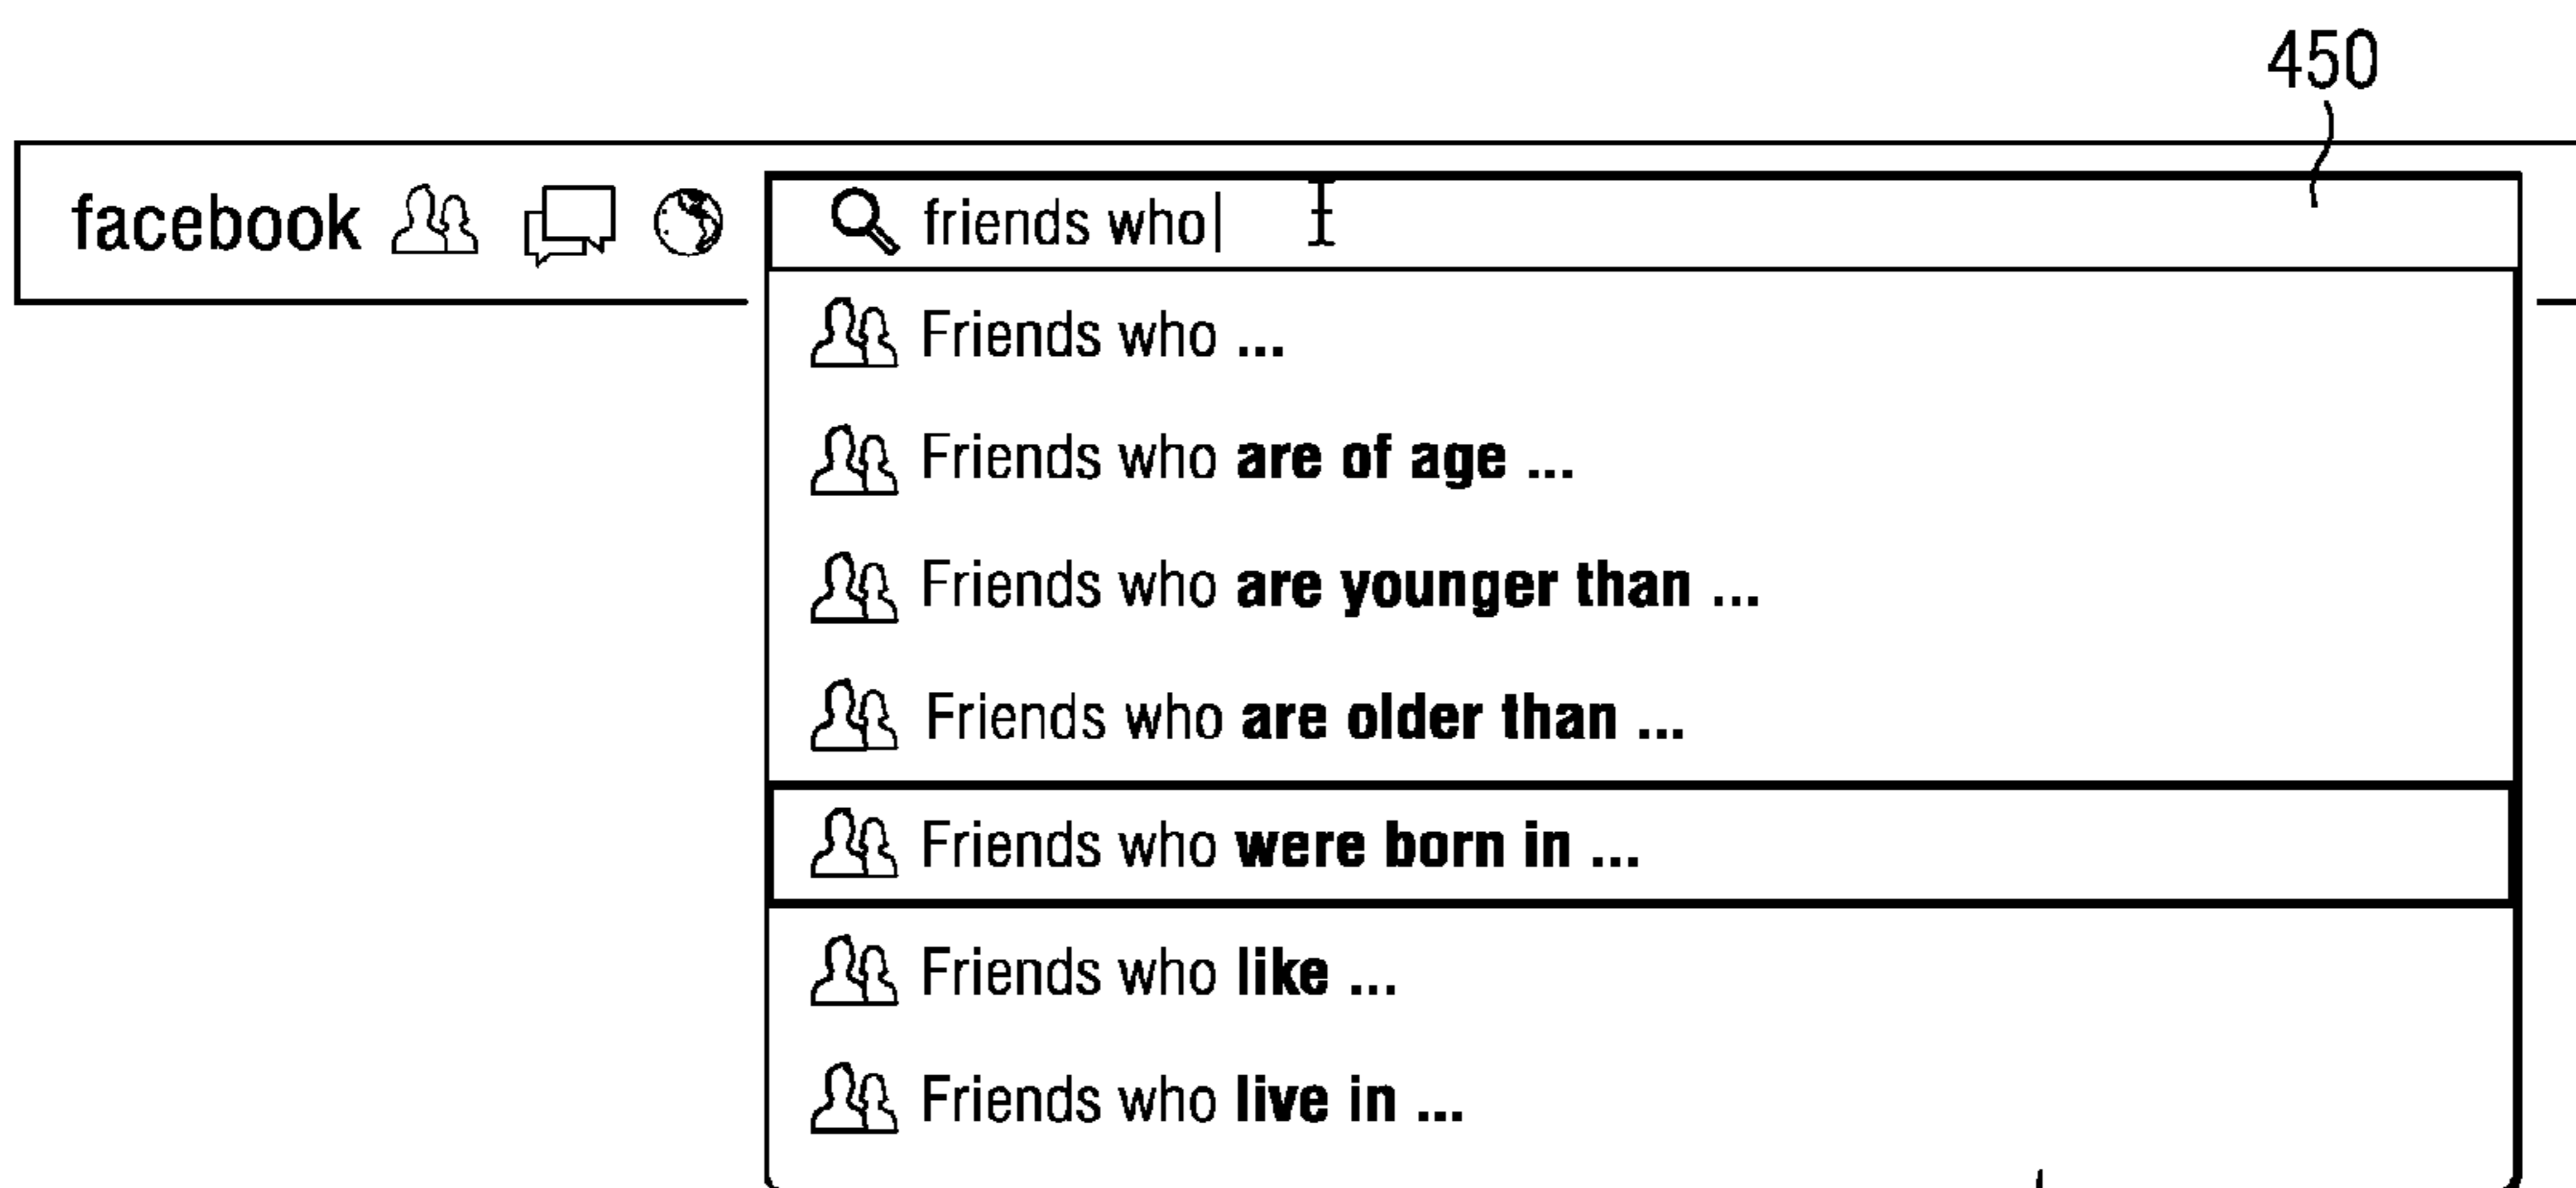 450
facebook friends who
Friends who ...
Friends who are of age ...
Friends who are younger than ...
Friends who are older than ...
Friends who were born in ...
Friends who like ...
Friends who live in ...